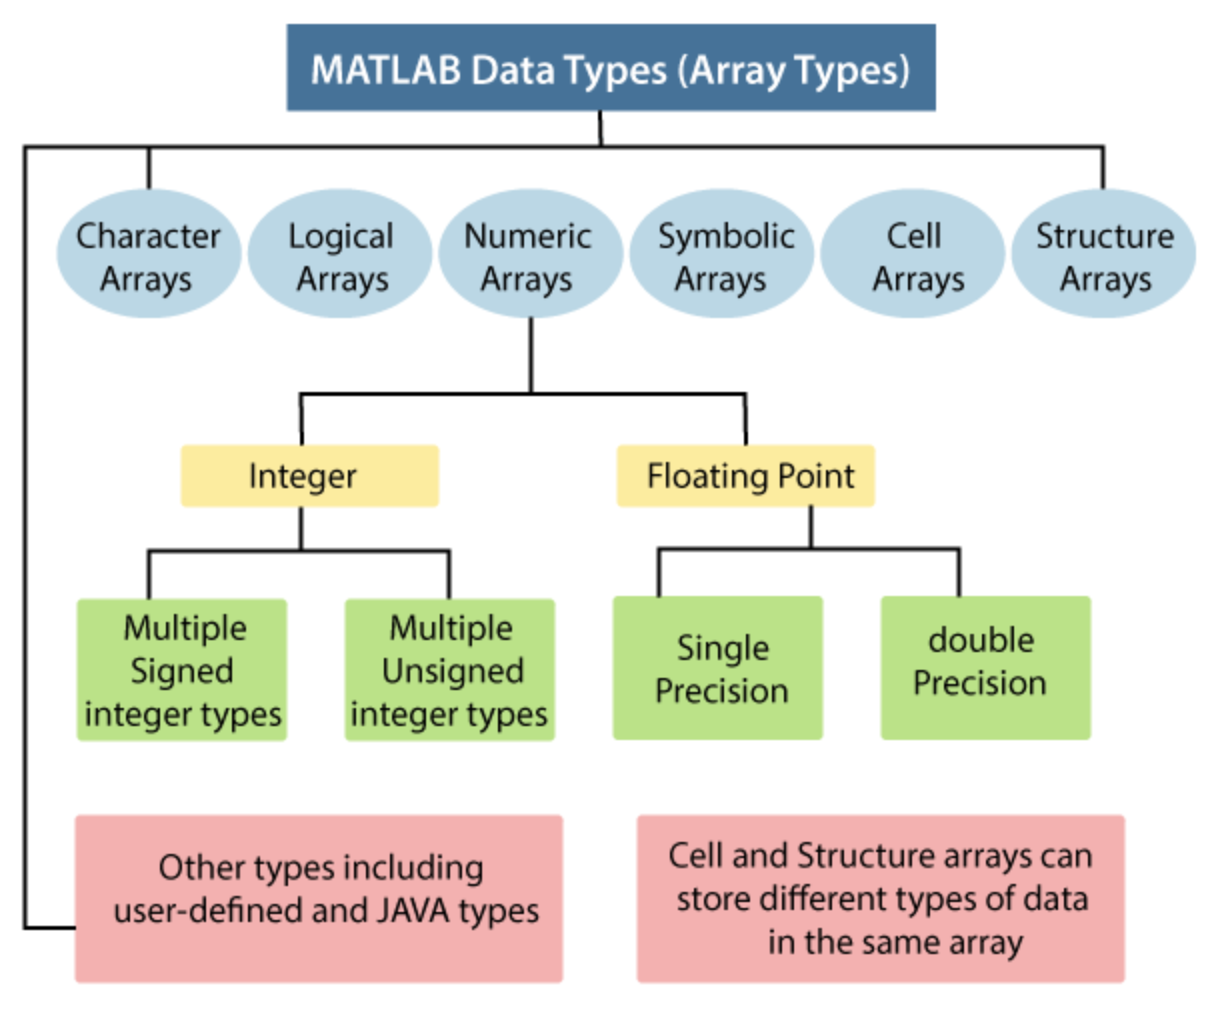 MATLAB Data Types (Array Types)
Character
Arrays
Logical
Arrays
Numeric
Arrays
Symbolic
Arrays
Cell
Arrays
Structure
Arrays
Integer
Floating Point
Multiple
Signed
integer types
Multiple
Unsigned
integer types
Single
Precision
double
Precision
Other types including
user-defined and JAVA types
Cell and Structure arrays can
store different types of data
in the same array